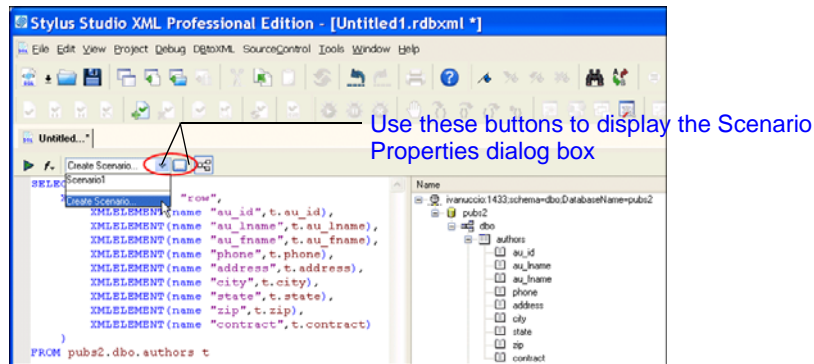 Stylus Studio XML Professional Edition - [Untitled1.rdbxml *]
File Edit View Project Debug DBtoXML SourceControl Tools Window Help
Use these buttons to display the Scenario
Properties dialog box
Untitled...*
Create Scenario...
Scenario1
Create Scenario...
SELEC
"row",
XMLELEMENT(name "au_id",t.au_id),
XMLELEMENT(name "au_lname",t.au_lname),
XMLELEMENT(name "au_fname",t.au_fname),
XMLELEMENT(name "phone",t.phone),
XMLELEMENT(name "address",t.address),
XMLELEMENT(name "city",t.city),
XMLELEMENT(name "state",t.state),
XMLELEMENT(name "zip",t.zip),
XMLELEMENT(name "contract",t.contract)
)
FROM pubs2.dbo.authors t
Name
ivanuccio:1433;schema=dbo;DatabaseName=pubs2
pubs2
dbo
authors
au_id
au_lname
au_fname
phone
address
city
state
zip
contract